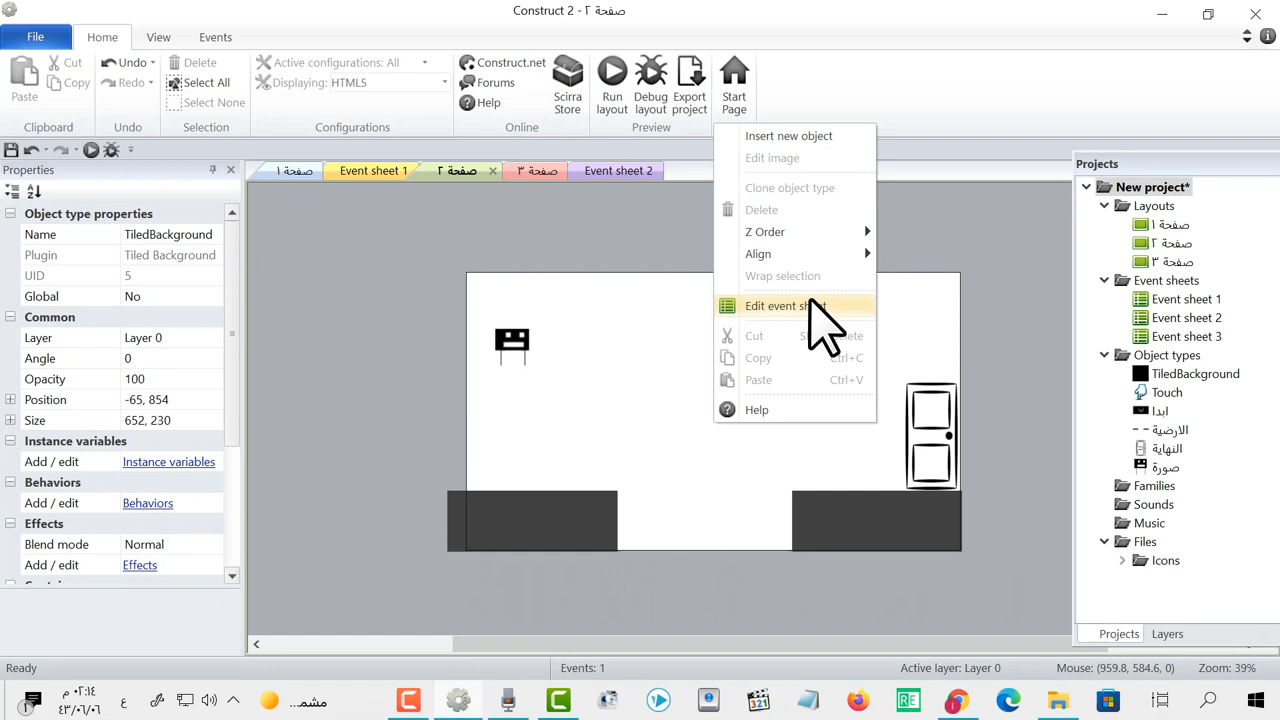 Construct 2 - صفحة ٢
File
Home
View
Events
Paste
Cut
Copy
Clipboard
Undo
Redo
Undo
Delete
Select All
Select None
Selection
Active configurations: All
Displaying: HTML5
Configurations
Construct.net
Forums
Help
Scirra
Store
Online
Run
layout
Debug
layout
Export
project
Preview
Start
Page
Properties
صفحة ١
Event sheet 1
صفحة ٢
صفحة ٣
Event sheet 2
Object type properties
Name TiledBackground
Plugin Tiled Background
UID 5
Global No
Common
Layer Layer 0
Angle 0
Opacity 100
Position -65, 854
Size 652, 230
Instance variables
Add / edit Instance variables
Behaviors
Add / edit Behaviors
Effects
Blend mode Normal
Add / edit Effects
Insert new object
Edit image
Clone object type
Delete
Z Order
Align
Wrap selection
Edit event
Cut
Copy Ctrl+C
Paste Ctrl+V
Help
Projects
New project*
Layouts
صفحة ١
صفحة ٢
صفحة ٣
Event sheets
Event sheet 1
Event sheet 2
Event sheet 3
Object types
TiledBackground
Touch
ابدا
الارضية
النهاية
صورة
Families
Sounds
Music
Files
Icons
Projects
Layers
Ready
Events: 1
Active layer: Layer 0
Mouse: (959.8, 584.6, 0)
Zoom: 39%
٠٢:١٤ م
٤٣/٠٦/٠٦
ع
مشمـ...
321
RE